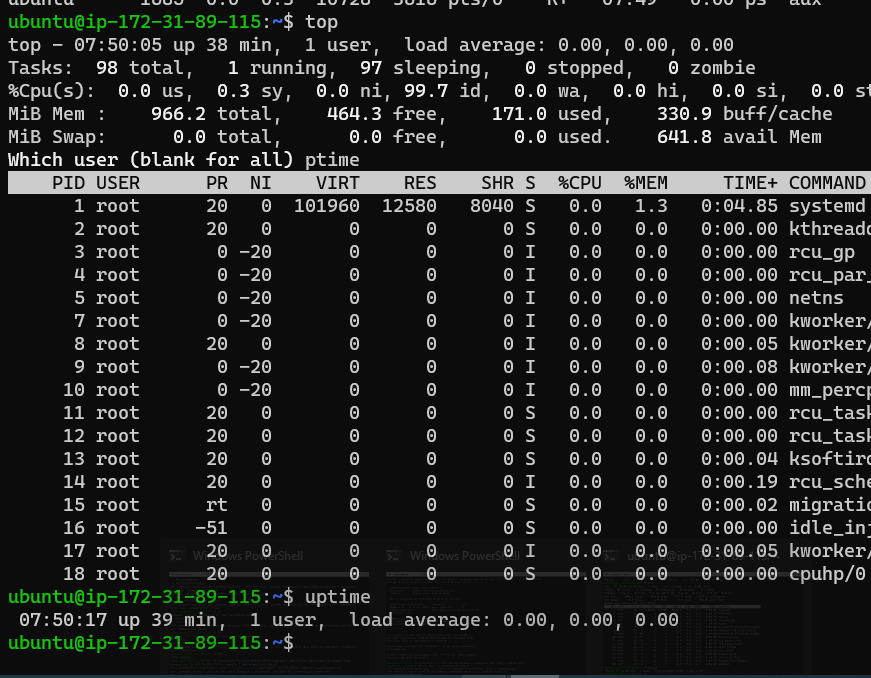 ubuntu@ip-172-31-89-115:~$ top
top - 07:50:05 up 38 min,  1 user,  load average: 0.00, 0.00, 0.00
Tasks:  98 total,   1 running,  97 sleeping,   0 stopped,   0 zombie
%Cpu(s):  0.0 us,  0.3 sy,  0.0 ni, 99.7 id,  0.0 wa,  0.0 hi,  0.0 si,  0.0 st
MiB Mem :    966.2 total,    464.3 free,    171.0 used,    330.9 buff/cache
MiB Swap:      0.0 total,      0.0 free,      0.0 used.    641.8 avail Mem
Which user (blank for all) ptime
PID USER      PR  NI    VIRT    RES    SHR S  %CPU  %MEM     TIME+ COMMAND
1 root      20   0  101960  12580   8040 S   0.0   1.3   0:04.85 systemd
2 root      20   0       0      0      0 S   0.0   0.0   0:00.00 kthreadd
3 root       0 -20       0      0      0 I   0.0   0.0   0:00.00 rcu_gp
4 root       0 -20       0      0      0 I   0.0   0.0   0:00.00 rcu_par_
5 root       0 -20       0      0      0 I   0.0   0.0   0:00.00 netns
7 root       0 -20       0      0      0 I   0.0   0.0   0:00.00 kworker/
8 root      20   0       0      0      0 I   0.0   0.0   0:00.05 kworker/
9 root       0 -20       0      0      0 I   0.0   0.0   0:00.08 kworker/
10 root       0 -20       0      0      0 I   0.0   0.0   0:00.00 mm_percp
11 root      20   0       0      0      0 S   0.0   0.0   0:00.00 rcu_task
12 root      20   0       0      0      0 S   0.0   0.0   0:00.00 rcu_task
13 root      20   0       0      0      0 S   0.0   0.0   0:00.04 ksoftirq
14 root      20   0       0      0      0 I   0.0   0.0   0:00.19 rcu_sche
15 root      rt   0       0      0      0 S   0.0   0.0   0:00.02 migratio
16 root     -51   0       0      0      0 S   0.0   0.0   0:00.00 idle_inj
17 root      20   0       0      0      0 I   0.0   0.0   0:00.05 kworker/
18 root      20   0       0      0      0 S   0.0   0.0   0:00.00 cpuhp/0
ubuntu@ip-172-31-89-115:~$ uptime
07:50:17 up 39 min,  1 user,  load average: 0.00, 0.00, 0.00
ubuntu@ip-172-31-89-115:~$